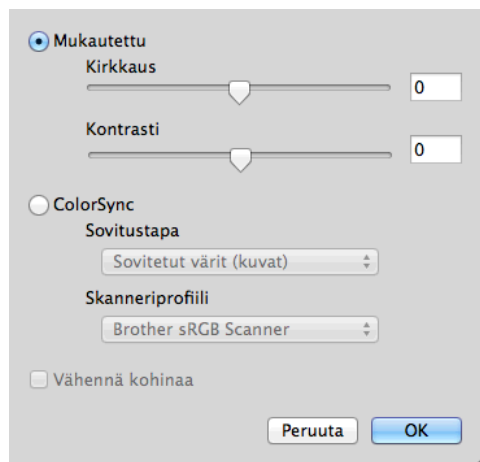 Mukautettu
Kirkkaus
0
Kontrasti
0
ColorSync
Sovitustapa
Sovitetut värit (kuvat)
Skanneriprofiili
Brother sRGB Scanner
Vähennä kohinaa
Peruuta OK